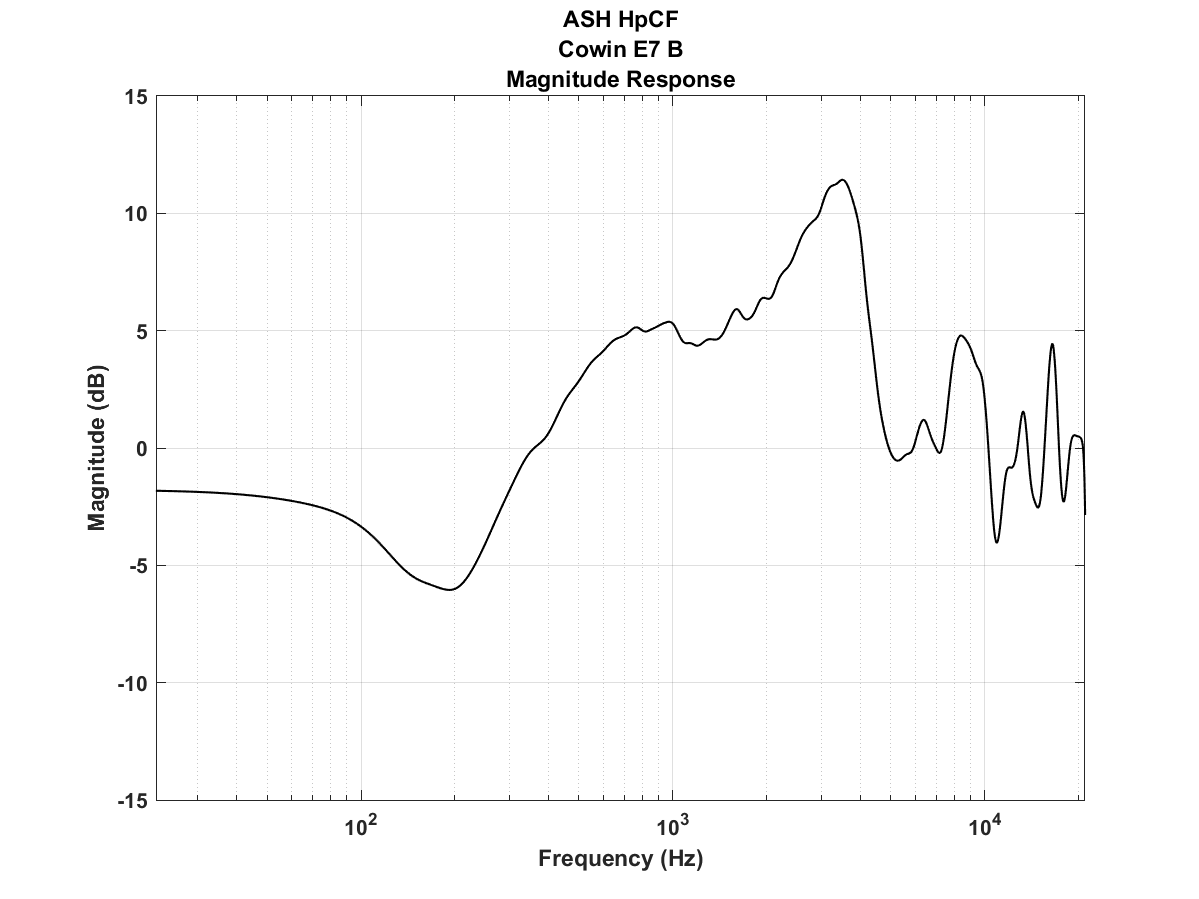 ASH HpCF
Cowin E7 B
Magnitude Response
15
10
5
0
-5
-10
-15
Magnitude (dB)
10²
10³
10⁴
Frequency (Hz)